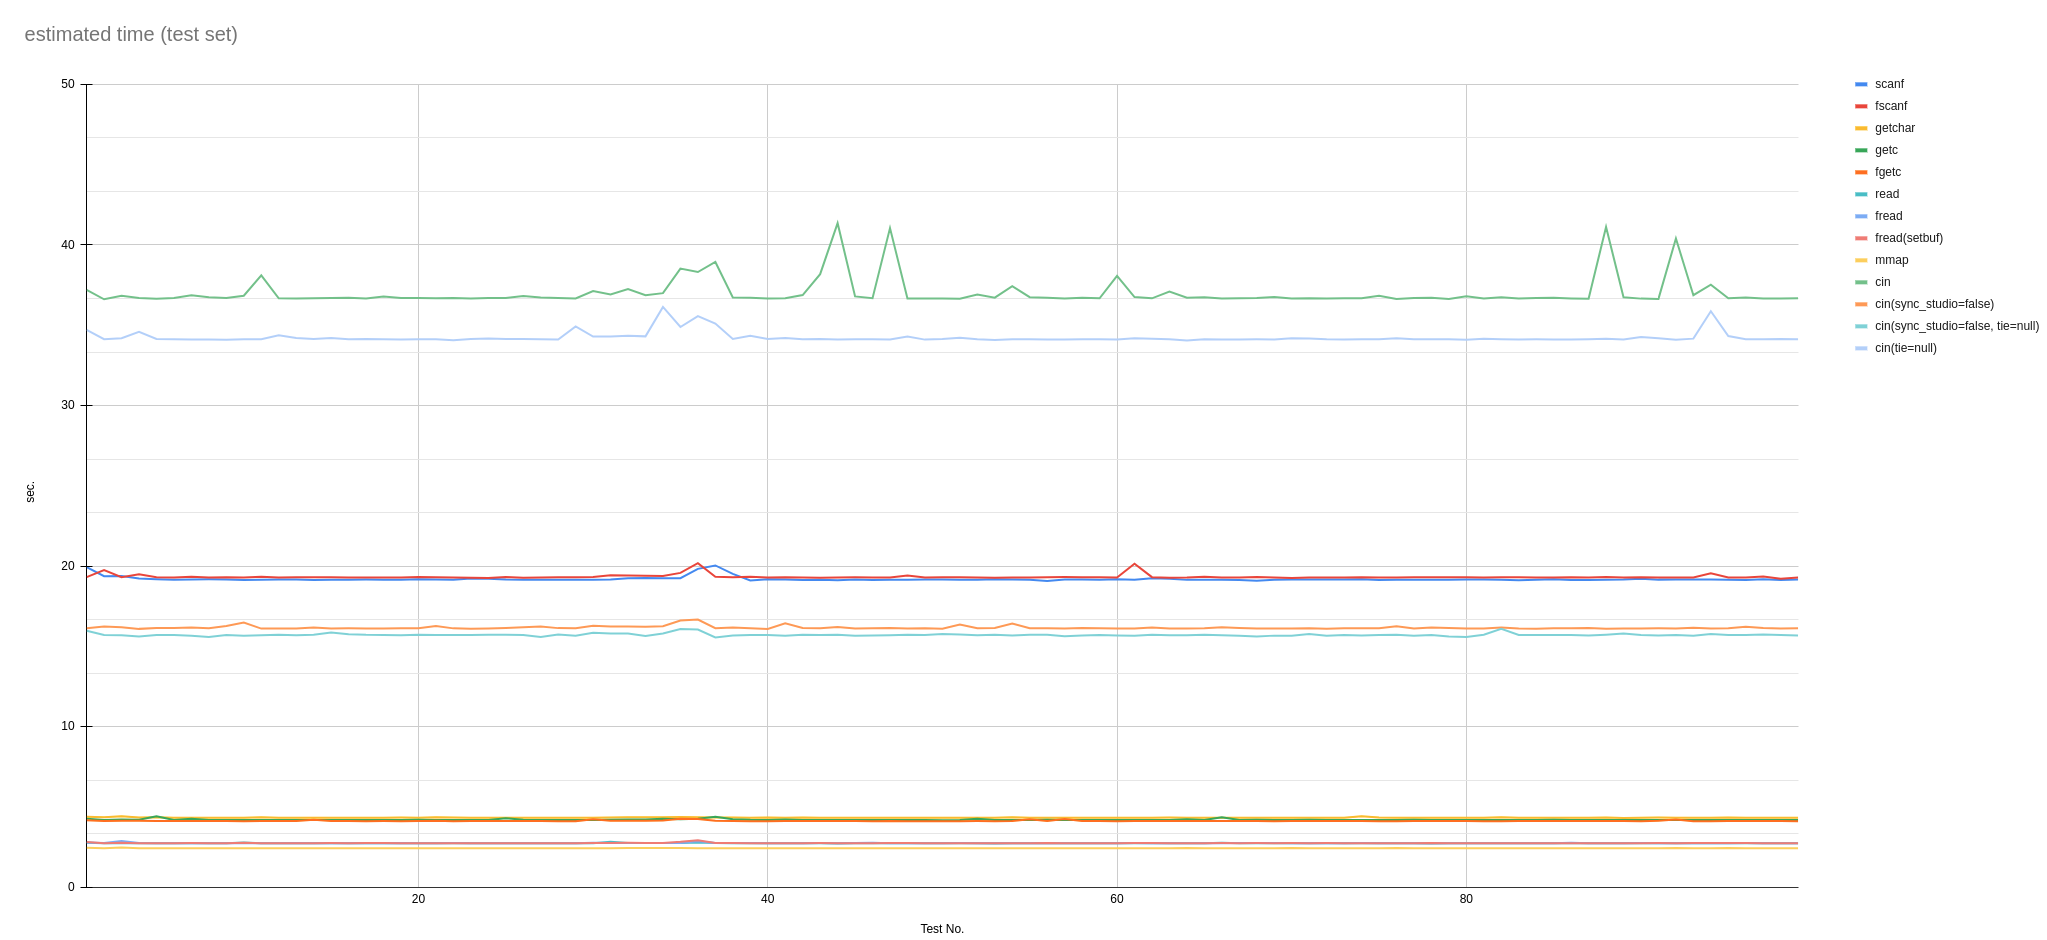 estimated time (test set)
50
40
30
20
10
0
sec.
20
40
60
80
Test No.
scanf
fscanf
getchar
getc
fgetc
read
fread
fread(setbuf)
mmap
cin
cin(sync_studio=false)
cin(sync_studio=false, tie=null)
cin(tie=null)